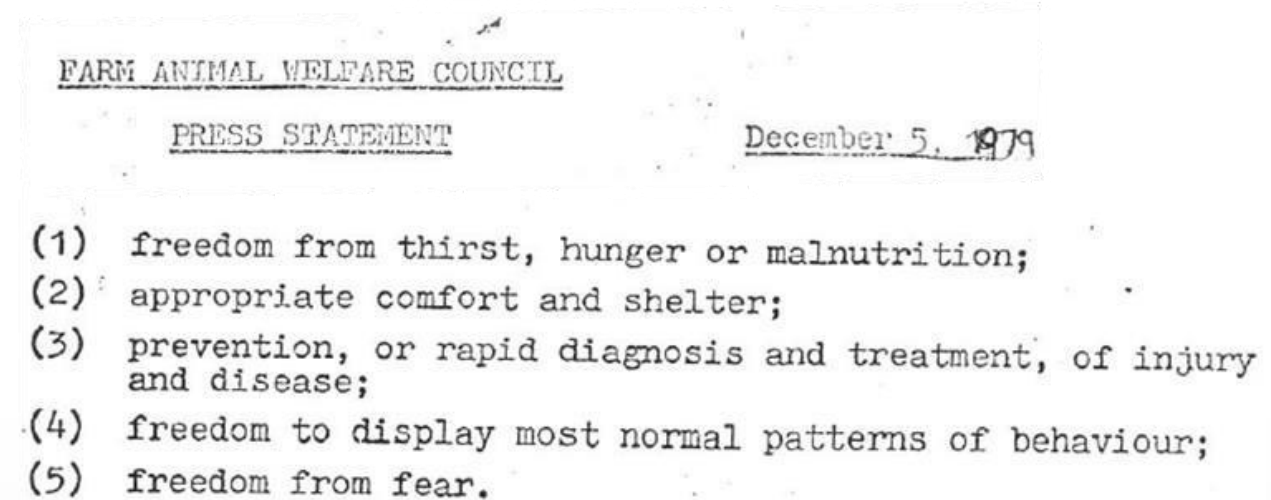 FARM ANIMAL WELFARE COUNCIL
PRESS STATEMENT December 5, 1979
(1) freedom from thirst, hunger or malnutrition;
(2) appropriate comfort and shelter;
(3) prevention, or rapid diagnosis and treatment, of injury
and disease;
(4) freedom to display most normal patterns of behaviour;
(5) freedom from fear.